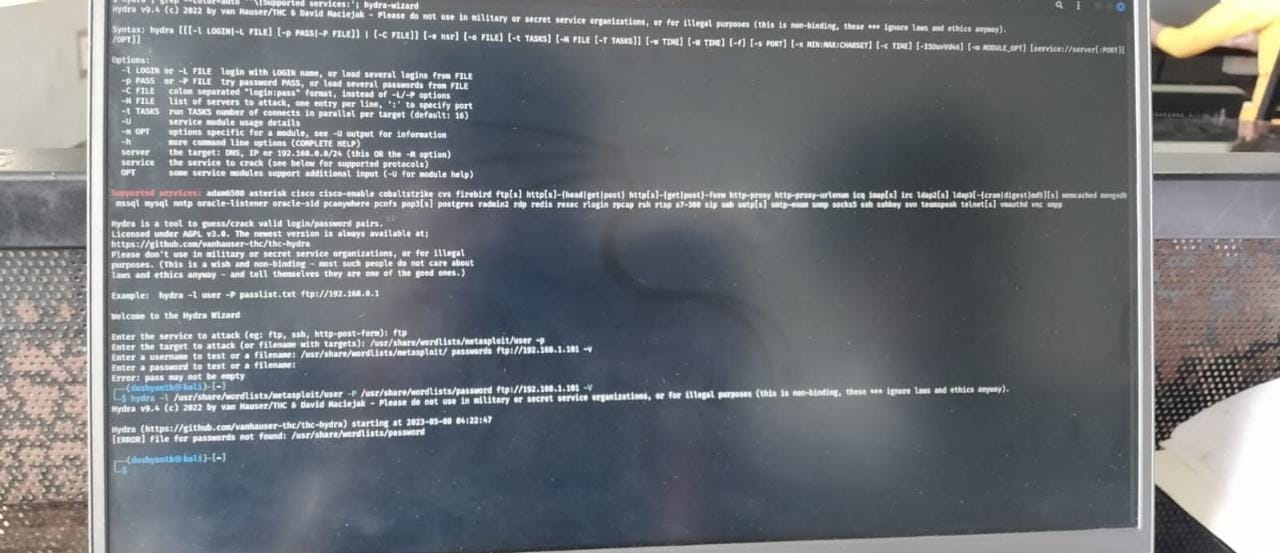 Supported services:'; hydra-wizard
Hydra v9.4 (c) 2022 by van Hauser/THC & David Maciejak - Please do not use in military or secret service organizations, or for illegal purposes (this is non-binding, these *** ignore laws and ethics anyway).
Syntax: hydra [[[-l LOGIN|-L FILE] [-p PASS|-P FILE]] | [-C FILE]] [-e nsr] [-o FILE] [-t TASKS] [-M FILE [-T TASKS]] [-w TIME] [-W TIME] [-f] [-s PORT] [-x MIN:MAX:CHARSET] [-c TIME] [-ISOuvVd46] [-m MODULE_OPT] [service://server[:PORT][
/OPT]]
Options:
-l LOGIN or -L FILE login with LOGIN name, or load several logins from FILE
-p PASS or -P FILE try password PASS, or load several passwords from FILE
-C FILE colon separated "login:pass" format, instead of -L/-P options
-M FILE list of servers to attack, one entry per line, ':' to specify port
-t TASKS run TASKS number of connects in parallel per target (default: 16)
-U service module usage details
-m OPT options specific for a module, see -U output for information
-h more command line options (COMPLETE HELP)
server the target: DNS, IP or 192.168.0.0/24 (this OR the -M option)
service the service to crack (see below for supported protocols)
OPT some service modules support additional input (-U for module help)
Supported services: adam6500 asterisk cisco cisco-enable cobaltstrike cvs firebird ftp[s] http[s]-{head|get|post} http[s]-{get|post}-form http-proxy http-proxy-urlenum icq imap[s] irc ldap2[s] ldap3[-{cram|digest}md5][s] memcached mongodb
mssql mysql nntp oracle-listener oracle-sid pcanywhere pcnfs pop3[s] postgres radmin2 rdp redis rexec rlogin rpcap rsh rtsp s7-300 sip smb smtp[s] smtp-enum snmp socks5 ssh sshkey svn teamspeak telnet[s] vmauthd vnc xmpp
Hydra is a tool to guess/crack valid login/password pairs.
Licensed under AGPL v3.0. The newest version is always available at;
https://github.com/vanhauser-thc/thc-hydra
Please don't use in military or secret service organizations, or for illegal
purposes. (This is a wish and non-binding - most such people do not care about
laws and ethics anyway - and tell themselves they are one of the good ones.)
Example: hydra -l user -P passlist.txt ftp://192.168.0.1
Welcome to the Hydra Wizard
Enter the service to attack (eg: ftp, ssh, http-post-form): ftp
Enter the target to attack (or filename with targets): /usr/share/wordlists/metasploit/user -p
Enter a username to test or a filename: /usr/share/wordlists/metasploit/ passwords ftp://192.168.1.101 -v
Enter a password to test or a filename:
Error: pass may not be empty
(dushyanth㉿kali)-[~]
$ hydra -l /usr/share/wordlists/metasploit/user -P /usr/share/wordlists/password ftp://192.168.1.101 -V
Hydra v9.4 (c) 2022 by van Hauser/THC & David Maciejak - Please do not use in military or secret service organizations, or for illegal purposes (this is non-binding, these *** ignore laws and ethics anyway).
Hydra (https://github.com/vanhauser-thc/thc-hydra) starting at 2023-05-08 04:22:47
[ERROR] File for passwords not found: /usr/share/wordlists/password
(dushyanth㉿kali)-[~]
$